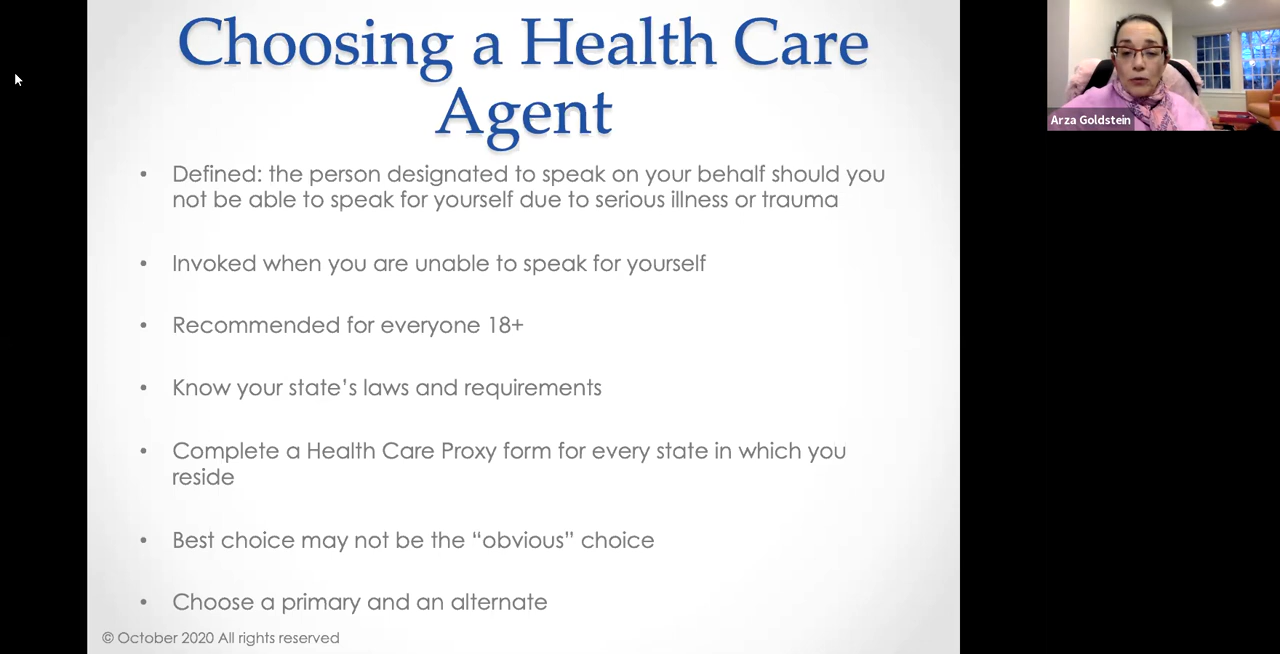 Choosing a Health Care
Agent
• Defined: the person designated to speak on your behalf should you
not be able to speak for yourself due to serious illness or trauma
• Invoked when you are unable to speak for yourself
• Recommended for everyone 18+
• Know your state’s laws and requirements
• Complete a Health Care Proxy form for every state in which you
reside
• Best choice may not be the “obvious” choice
• Choose a primary and an alternate
© October 2020 All rights reserved
Arza Goldstein